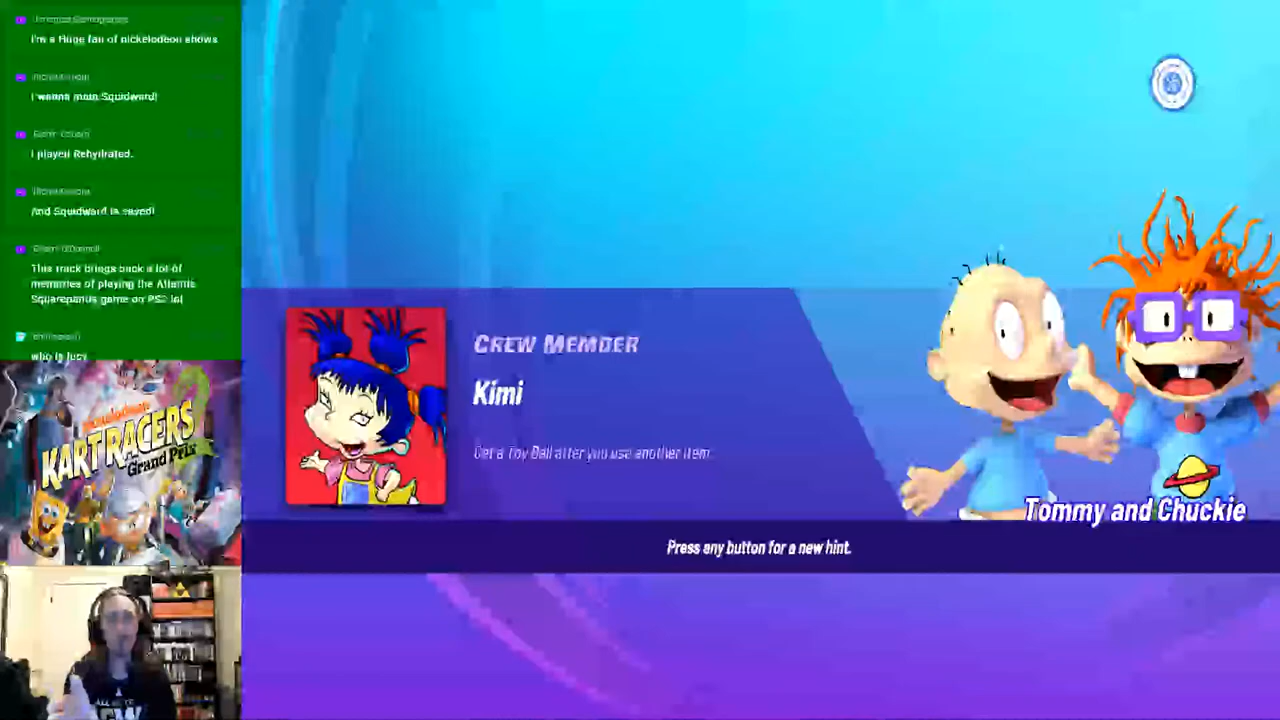 I'm a Huge fan of nickelodeon shows
I wanna main Squidward!
I played Rehydrated.
And Squidward is saved!
This track brings back a lot of
memories of playing the Atlantis
Squarepantis game on PS2 lol
who is lucy
KART RACERS
Grand Prix
CREW MEMBER
Kimi
Get a Toy Ball after you use another item.
Tommy and Chuckie
Press any button for a new hint.